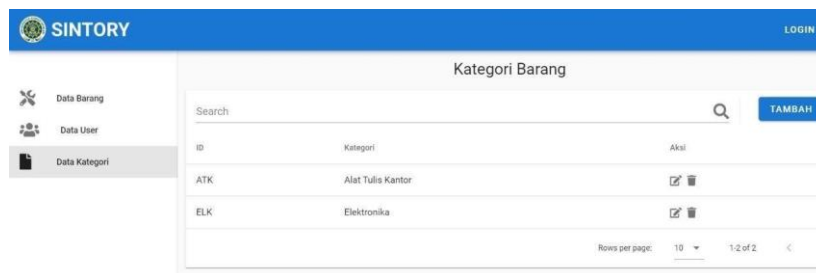 SINTORY LOGIN
Kategori Barang
Data Barang
Data User
Data Kategori
Search TAMBAH
ID Kategori Aksi
ATK Alat Tulis Kantor
ELK Elektronika
Rows per page: 10 1-2 of 2